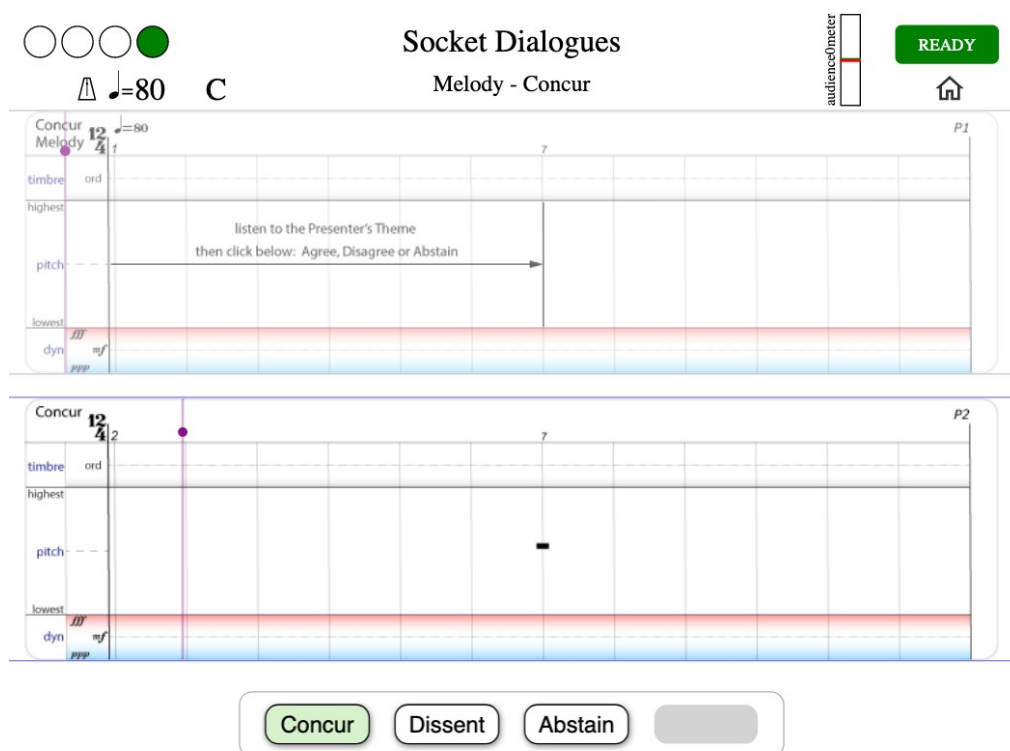 Socket Dialogues
READY
audience0meter
♩=80
C
Melody - Concur
Concur
Melody
12
4
♩=80
P1
1
7
timbre
ord
highest
listen to the Presenter's Theme
then click below: Agree, Disagree or Abstain
pitch
lowest
fff
dyn
mf
ppp
Concur
12
4
P2
2
7
timbre
ord
highest
pitch
lowest
fff
dyn
mf
ppp
Concur
Dissent
Abstain